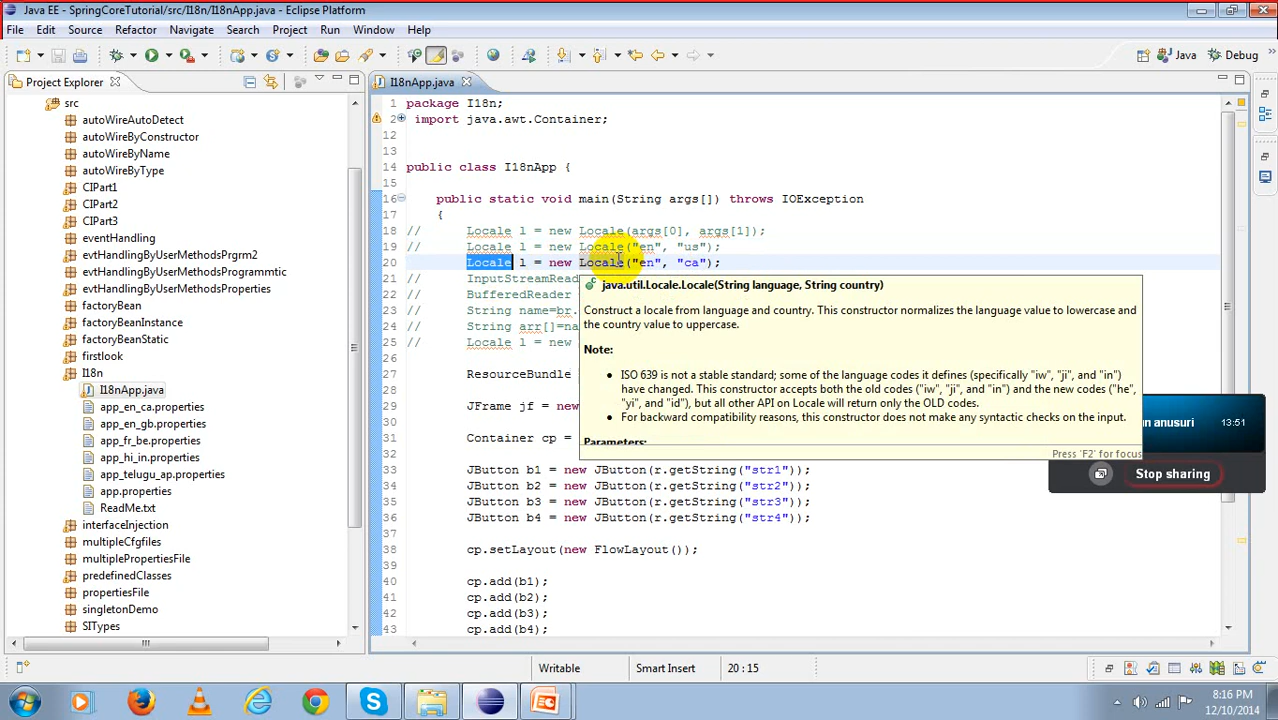 Java EE - SpringCoreTutorial/src/I18n/I18nApp.java - Eclipse Platform
File Edit Source Refactor Navigate Search Project Run Window Help
Java Debug
Project Explorer
src
autoWireAutoDetect
autoWireByConstructor
autoWireByName
autoWireByType
CIPart1
CIPart2
CIPart3
eventHandling
evtHandlingByUserMethodsPrgrm2
evtHandlingByUserMethodsProgrammtic
evtHandlingByUserMethodsProperties
factoryBean
factoryBeanInstance
factoryBeanStatic
firstlook
I18n
I18nApp.java
app_en_ca.properties
app_en_gb.properties
app_fr_be.properties
app_hi_in.properties
app_telugu_ap.properties
app.properties
ReadMe.txt
interfaceInjection
multipleCfgfiles
multiplePropertiesFile
predefinedClasses
propertiesFile
singletonDemo
SITypes
I18nApp.java
1 package I18n;
2 import java.awt.Container;
12
13
14 public class I18nApp {
15
16 public static void main(String args[]) throws IOException
17 {
18 // Locale l = new Locale(args[0], args[1]);
19 // Locale l = new Locale("en", "us");
20 Locale l = new Locale("en", "ca");
21 // InputStreamRead
22 // BufferedReader
23 // String name=br.
24 // String arr[]=na
25 // Locale l = new
26
27 ResourceBundle
28
29 JFrame jf = new
30
31 Container cp =
32
33 JButton b1 = new JButton(r.getString("str1"));
34 JButton b2 = new JButton(r.getString("str2"));
35 JButton b3 = new JButton(r.getString("str3"));
36 JButton b4 = new JButton(r.getString("str4"));
37
38 cp.setLayout(new FlowLayout());
39
40 cp.add(b1);
41 cp.add(b2);
42 cp.add(b3);
43 cp.add(b4);
java.util.Locale.Locale(String language, String country)
Construct a locale from language and country. This constructor normalizes the language value to lowercase and
the country value to uppercase.
Note:
• ISO 639 is not a stable standard; some of the language codes it defines (specifically "iw", "ji", and "in")
have changed. This constructor accepts both the old codes ("iw", "ji", and "in") and the new codes ("he",
"yi", and "id"), but all other API on Locale will return only the OLD codes.
• For backward compatibility reasons, this constructor does not make any syntactic checks on the input.
Parameters:
Press 'F2' for focus
un anusuri 13:51
Stop sharing
Writable Smart Insert 20 : 15
8:16 PM
12/10/2014